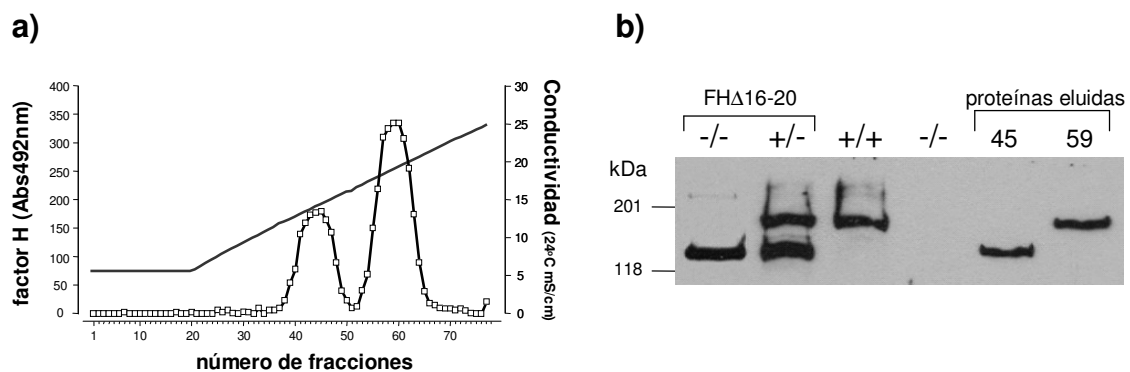 a)
factor H (Abs492nm)
400
350
300
250
200
150
100
50
0
30
25
20
15
10
5
0
Conductividad (24ºC mS/cm)
1 10 20 30 40 50 60 70
número de fracciones
b)
FHΔ16-20 proteínas eluidas
-/- +/- +/+ -/- 45 59
kDa
201
118